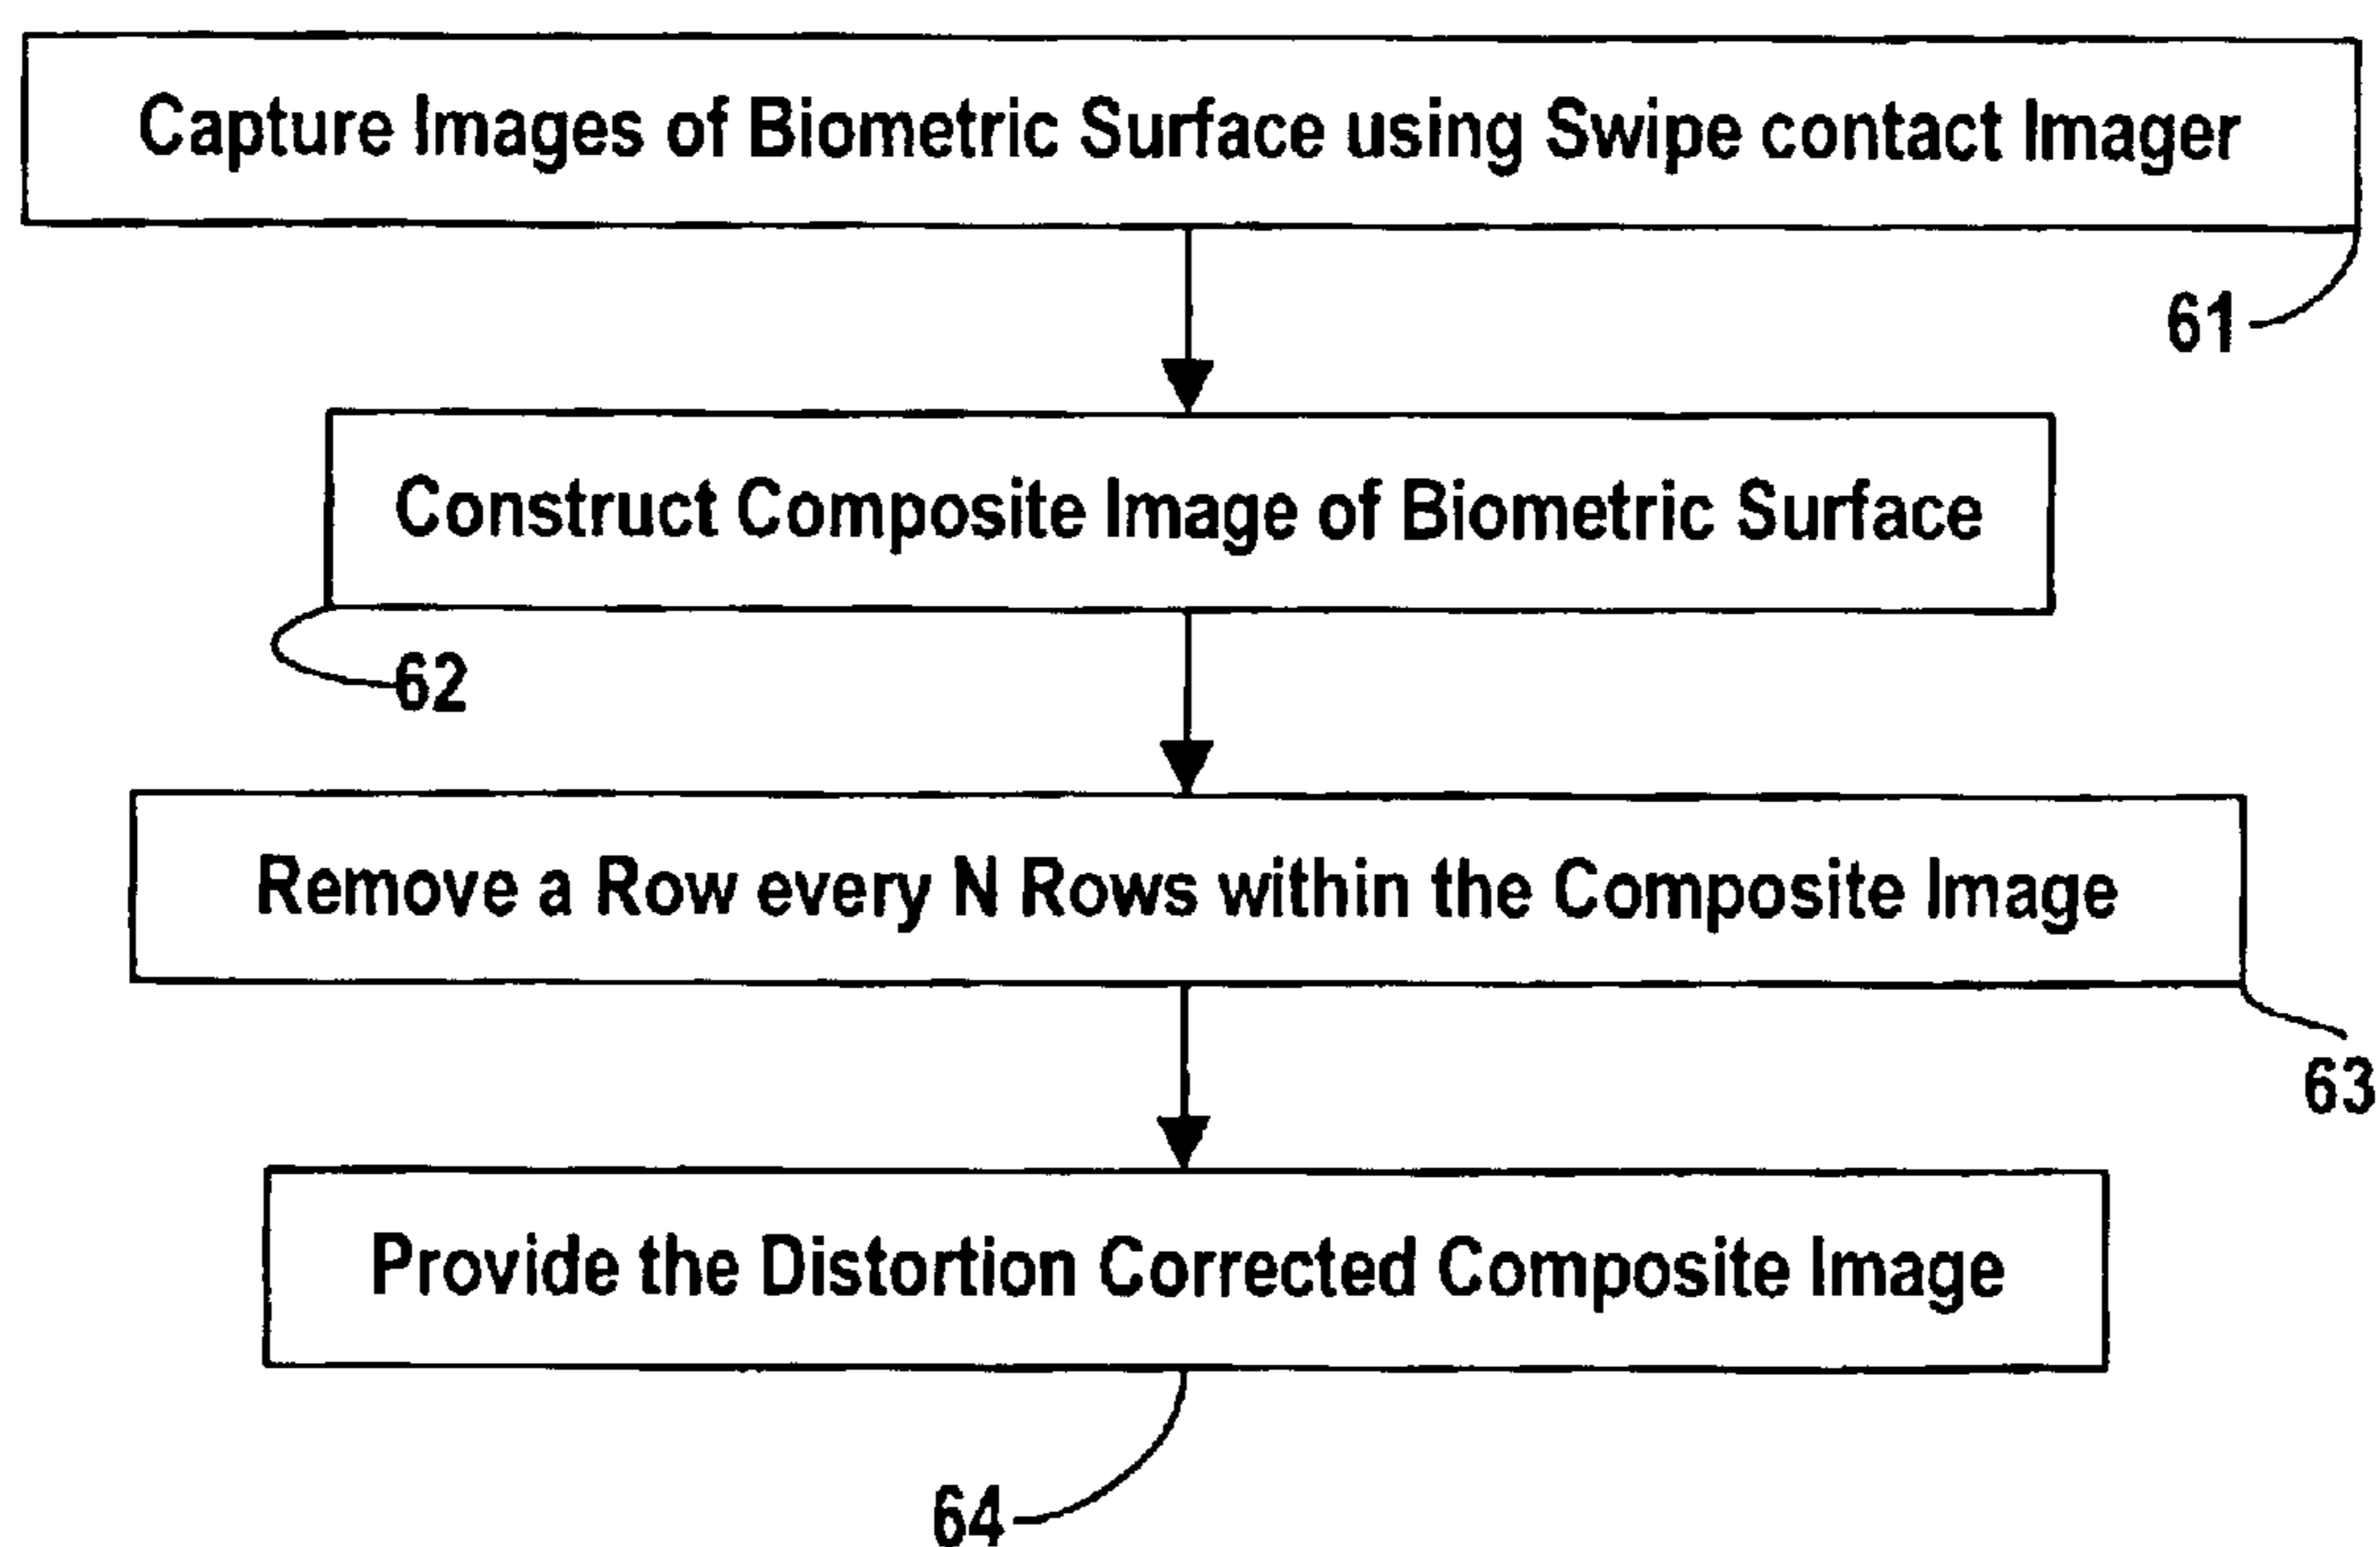 Capture Images of Biometric Surface using Swipe contact Imager
61
Construct Composite Image of Biometric Surface
62
Remove a Row every N Rows within the Composite Image
63
Provide the Distortion Corrected Composite Image
64